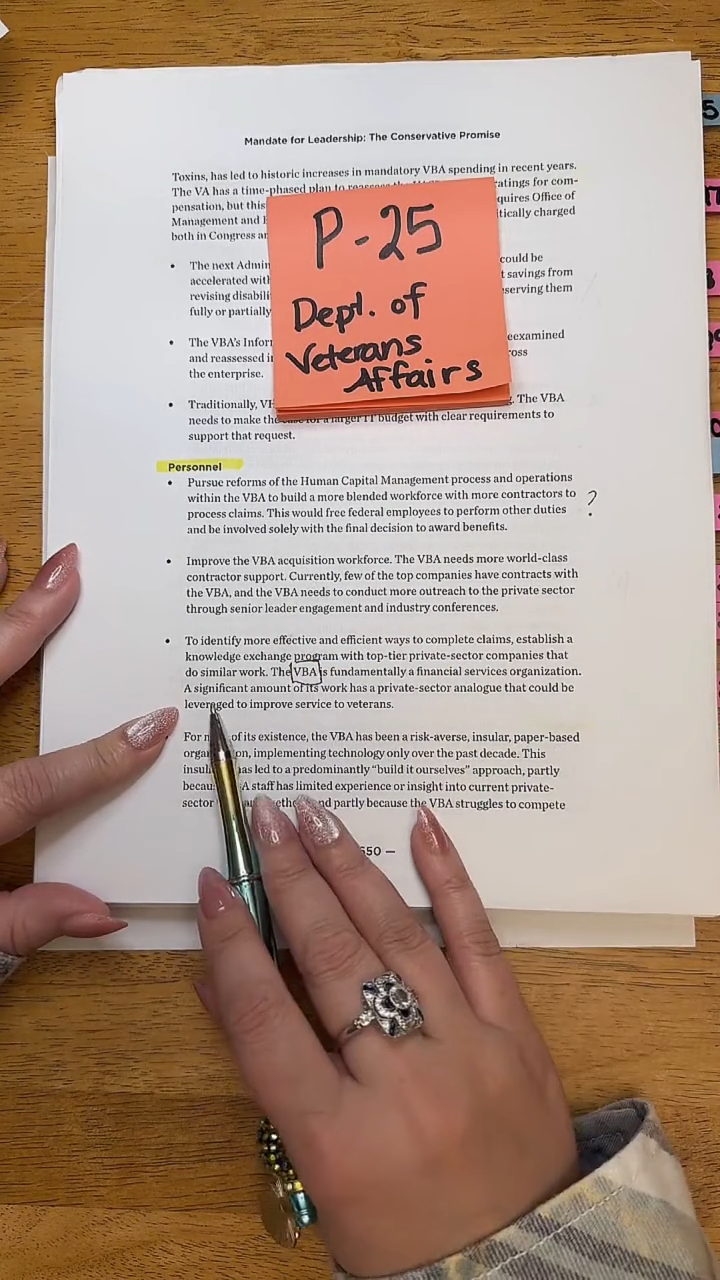 Mandate for Leadership: The Conservative Promise
Toxins, has led to historic increases in mandatory VBA spending in recent years.
The VA has a time-phased plan to ratings for com-
pensation, but this quires Office of
Management and tically charged
both in Congress
P-25
Dept. of
Veterans
Affairs
The next could be
accelerated savings from
revising serving them
fully or partially
The VBA's reexamined
and reassessed
the enterprise.
Traditionally, The VBA
needs to make the larger IT budget with clear requirements to
support that request.
Personnel
• Pursue reforms of the Human Capital Management process and operations
within the VBA to build a more blended workforce with more contractors to
process claims. This would free federal employees to perform other duties ?
and be involved solely with the final decision to award benefits.
• Improve the VBA acquisition workforce. The VBA needs more world-class
contractor support. Currently, few of the top companies have contracts with
the VBA, and the VBA needs to conduct more outreach to the private sector
through senior leader engagement and industry conferences.
• To identify more effective and efficient ways to complete claims, establish a
knowledge exchange program with top-tier private-sector companies that
do similar work. The VBA is fundamentally a financial services organization.
A significant amount of its work has a private-sector analogue that could be
leveraged to improve service to veterans.
For of its existence, the VBA has been a risk-averse, insular, paper-based
implementing technology only over the past decade. This
has led to a predominantly "build it ourselves" approach, partly
staff has limited experience or insight into current private-
sector and partly because the VBA struggles to compete
650 —